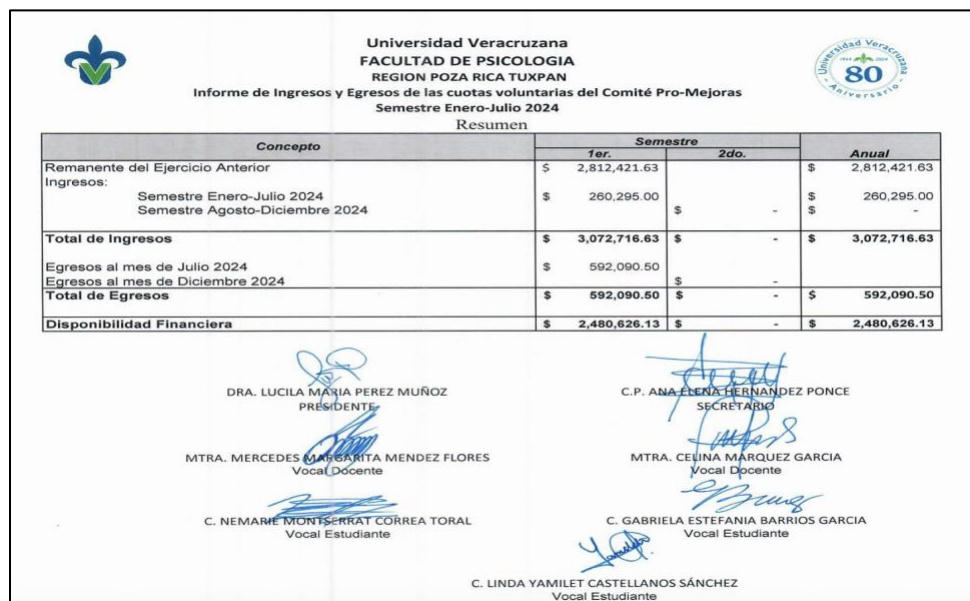 Universidad Veracruzana
FACULTAD DE PSICOLOGIA
REGION POZA RICA TUXPAN
Informe de Ingresos y Egresos de las cuotas voluntarias del Comité Pro-Mejoras
Semestre Enero-Julio 2024
Resumen
Universidad Veracruzana
1944 2024
80
Aniversario
Concepto Semestre
1er. 2do. Anual
Remanente del Ejercicio Anterior $ 2,812,421.63 $ 2,812,421.63
Ingresos:
Semestre Enero-Julio 2024 $ 260,295.00 $ 260,295.00
Semestre Agosto-Diciembre 2024 $ - $ -
Total de Ingresos $ 3,072,716.63 $ - $ 3,072,716.63
Egresos al mes de Julio 2024 $ 592,090.50
Egresos al mes de Diciembre 2024 $ -
Total de Egresos $ 592,090.50 $ - $ 592,090.50
Disponibilidad Financiera $ 2,480,626.13 $ - $ 2,480,626.13
DRA. LUCILA MARIA PEREZ MUÑOZ C.P. ANA ELENA HERNANDEZ PONCE
PRESIDENTE SECRETARIO
MTRA. MERCEDES MARGARITA MENDEZ FLORES MTRA. CELINA MARQUEZ GARCIA
Vocal Docente Vocal Docente
C. NEMARIE MONTSERRAT CORREA TORAL C. GABRIELA ESTEFANIA BARRIOS GARCIA
Vocal Estudiante Vocal Estudiante
C. LINDA YAMILET CASTELLANOS SÁNCHEZ
Vocal Estudiante